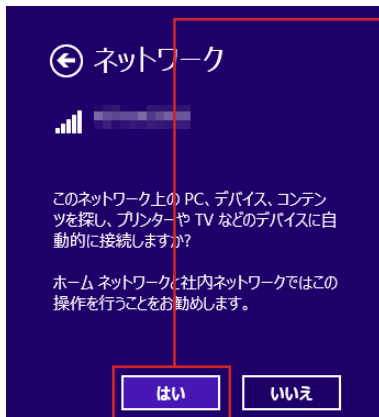 ネットワーク
このネットワーク上の PC、デバイス、コンテン
ツを探し、プリンターや TV などのデバイスに自
動的に接続しますか?
ホーム ネットワークと社内ネットワークではこの
操作を行うことをお勧めします。
はい
いいえ